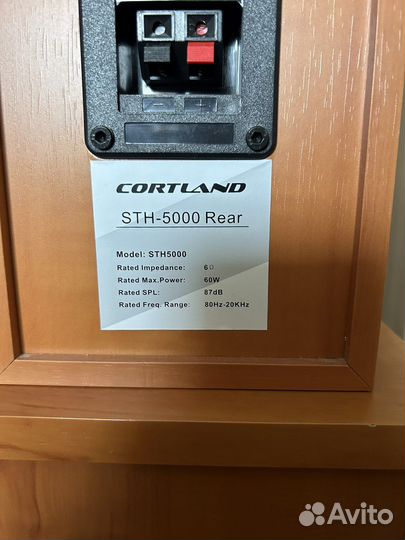 − +
CORTLAND
STH-5000 Rear
Model: STH5000
Rated Impedance: 6Ω
Rated Max.Power: 60W
Rated SPL: 87dB
Rated Freq. Range: 80Hz-20KHz
Avito